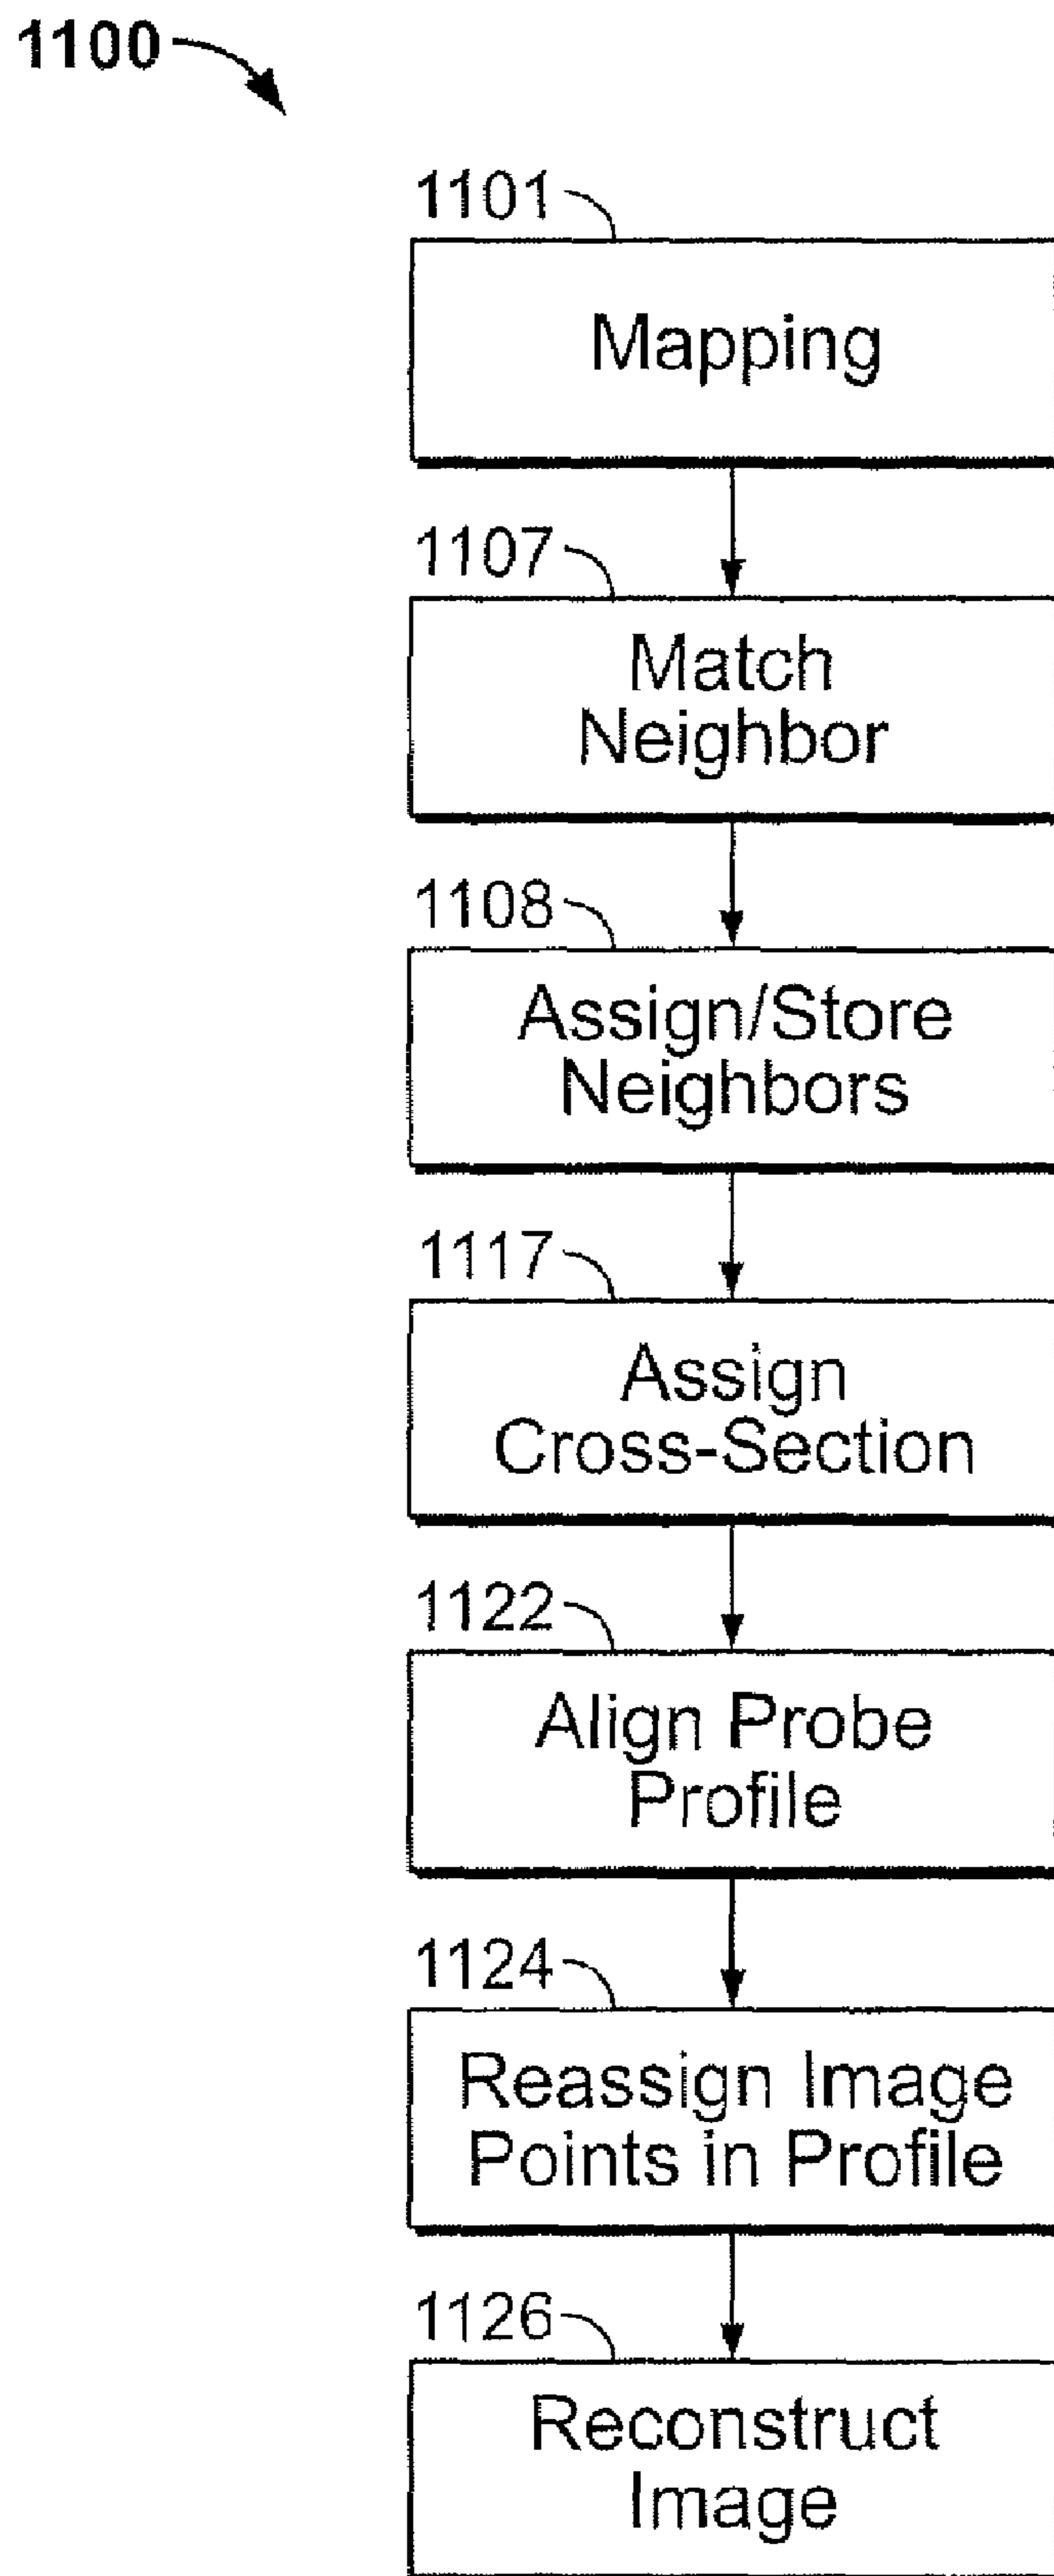 1100
1101
Mapping
1107
Match
Neighbor
1108
Assign/Store
Neighbors
1117
Assign
Cross-Section
1122
Align Probe
Profile
1124
Reassign Image
Points in Profile
1126
Reconstruct
Image